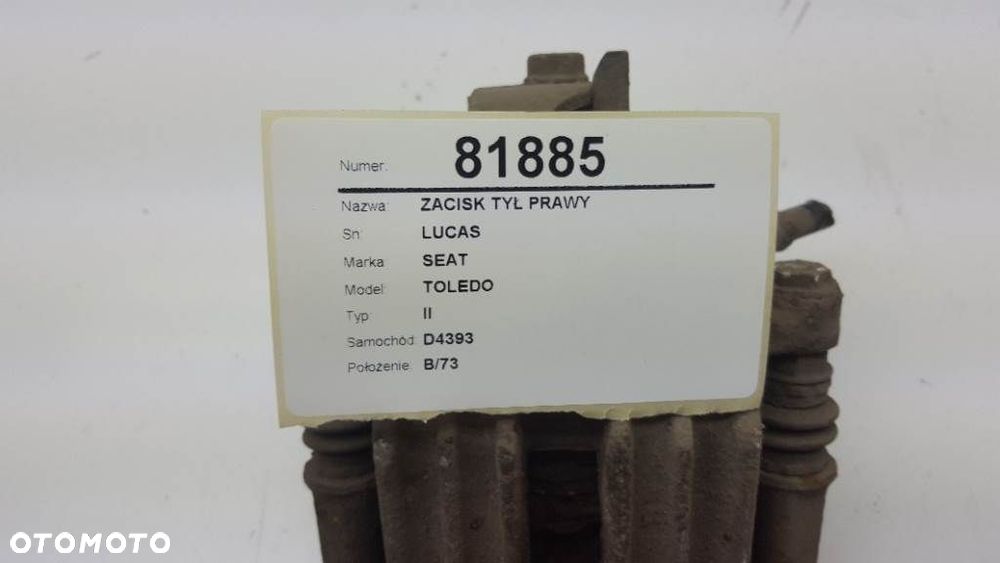 Numer: 81885
Nazwa: ZACISK TYŁ PRAWY
Sn: LUCAS
Marka SEAT
Model: TOLEDO
Typ: II
Samochód: D4393
Położenie: B/73
OTOMOTO